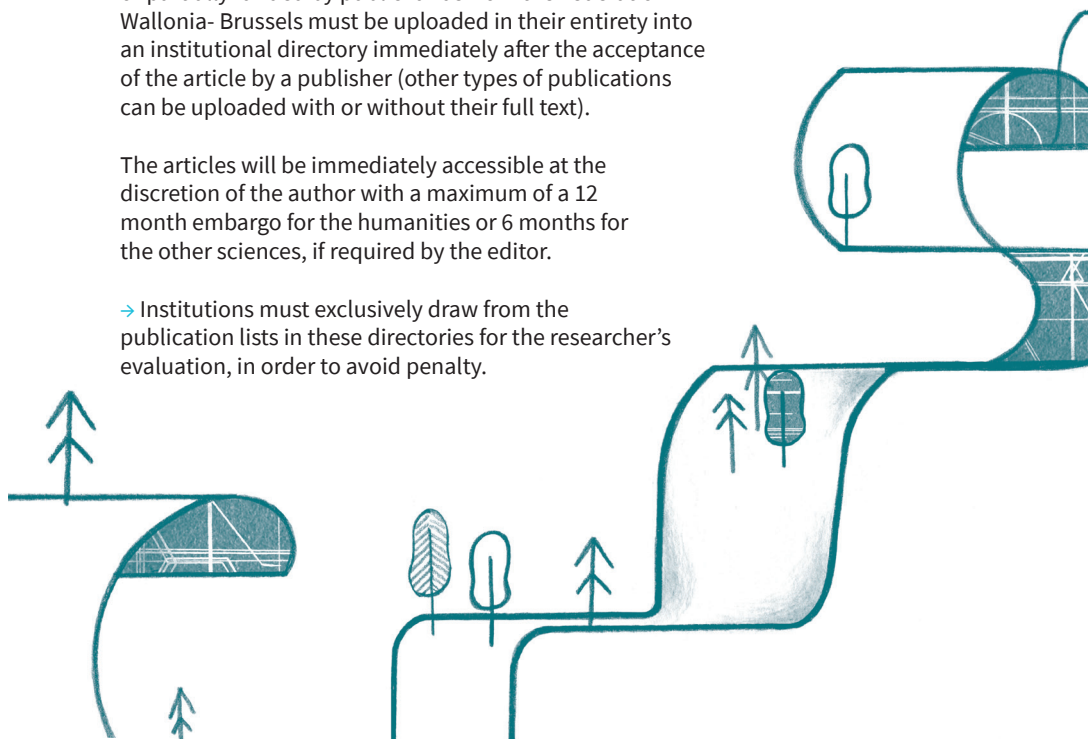 Wallonia- Brussels must be uploaded in their entirety into
an institutional directory immediately after the acceptance
of the article by a publisher (other types of publications
can be uploaded with or without their full text).
The articles will be immediately accessible at the
discretion of the author with a maximum of a 12
month embargo for the humanities or 6 months for
the other sciences, if required by the editor.
→ Institutions must exclusively draw from the
publication lists in these directories for the researcher’s
evaluation, in order to avoid penalty.